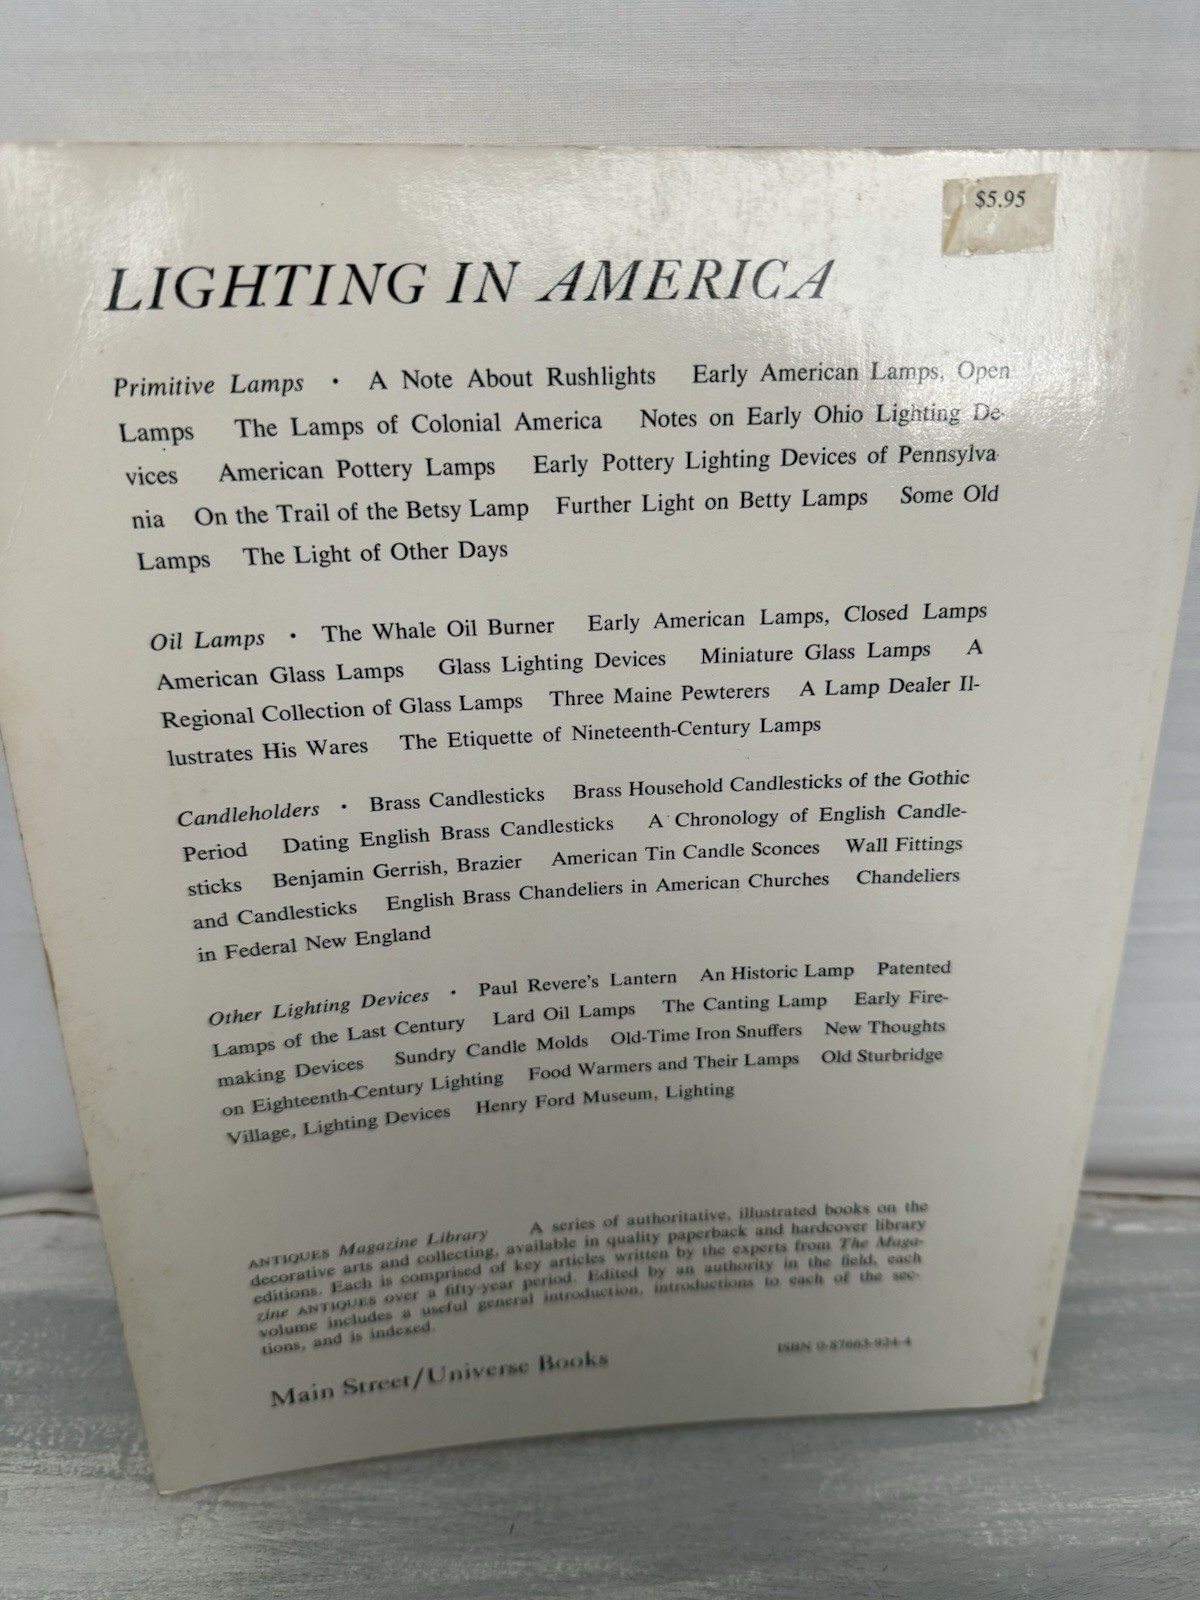 $5.95
LIGHTING IN AMERICA
Primitive Lamps • A Note About Rushlights Early American Lamps, Open
Lamps The Lamps of Colonial America Notes on Early Ohio Lighting De-
vices American Pottery Lamps Early Pottery Lighting Devices of Pennsylva-
nia On the Trail of the Betsy Lamp Further Light on Betty Lamps Some Old
Lamps The Light of Other Days
Oil Lamps • The Whale Oil Burner Early American Lamps, Closed Lamps
American Glass Lamps Glass Lighting Devices Miniature Glass Lamps A
Regional Collection of Glass Lamps Three Maine Pewterers A Lamp Dealer Il-
lustrates His Wares The Etiquette of Nineteenth-Century Lamps
Candleholders • Brass Candlesticks Brass Household Candlesticks of the Gothic
Period Dating English Brass Candlesticks A Chronology of English Candle-
sticks Benjamin Gerrish, Brazier American Tin Candle Sconces Wall Fittings
and Candlesticks English Brass Chandeliers in American Churches Chandeliers
in Federal New England
Other Lighting Devices • Paul Revere's Lantern An Historic Lamp Patented
Lamps of the Last Century Lard Oil Lamps The Canting Lamp Early Fire-
making Devices Sundry Candle Molds Old-Time Iron Snuffers New Thoughts
on Eighteenth-Century Lighting Food Warmers and Their Lamps Old Sturbridge
Village, Lighting Devices Henry Ford Museum, Lighting
ANTIQUES Magazine Library A series of authoritative, illustrated books on the
decorative arts and collecting, available in quality paperback and hardcover library
editions. Each is comprised of key articles written by the experts from The Maga-
zine ANTIQUES over a fifty-year period. Edited by an authority in the field, each
volume includes a useful general introduction, introductions to each of the sec-
tions, and is indexed.
Main Street/Universe Books
ISBN 0-87663-924-4